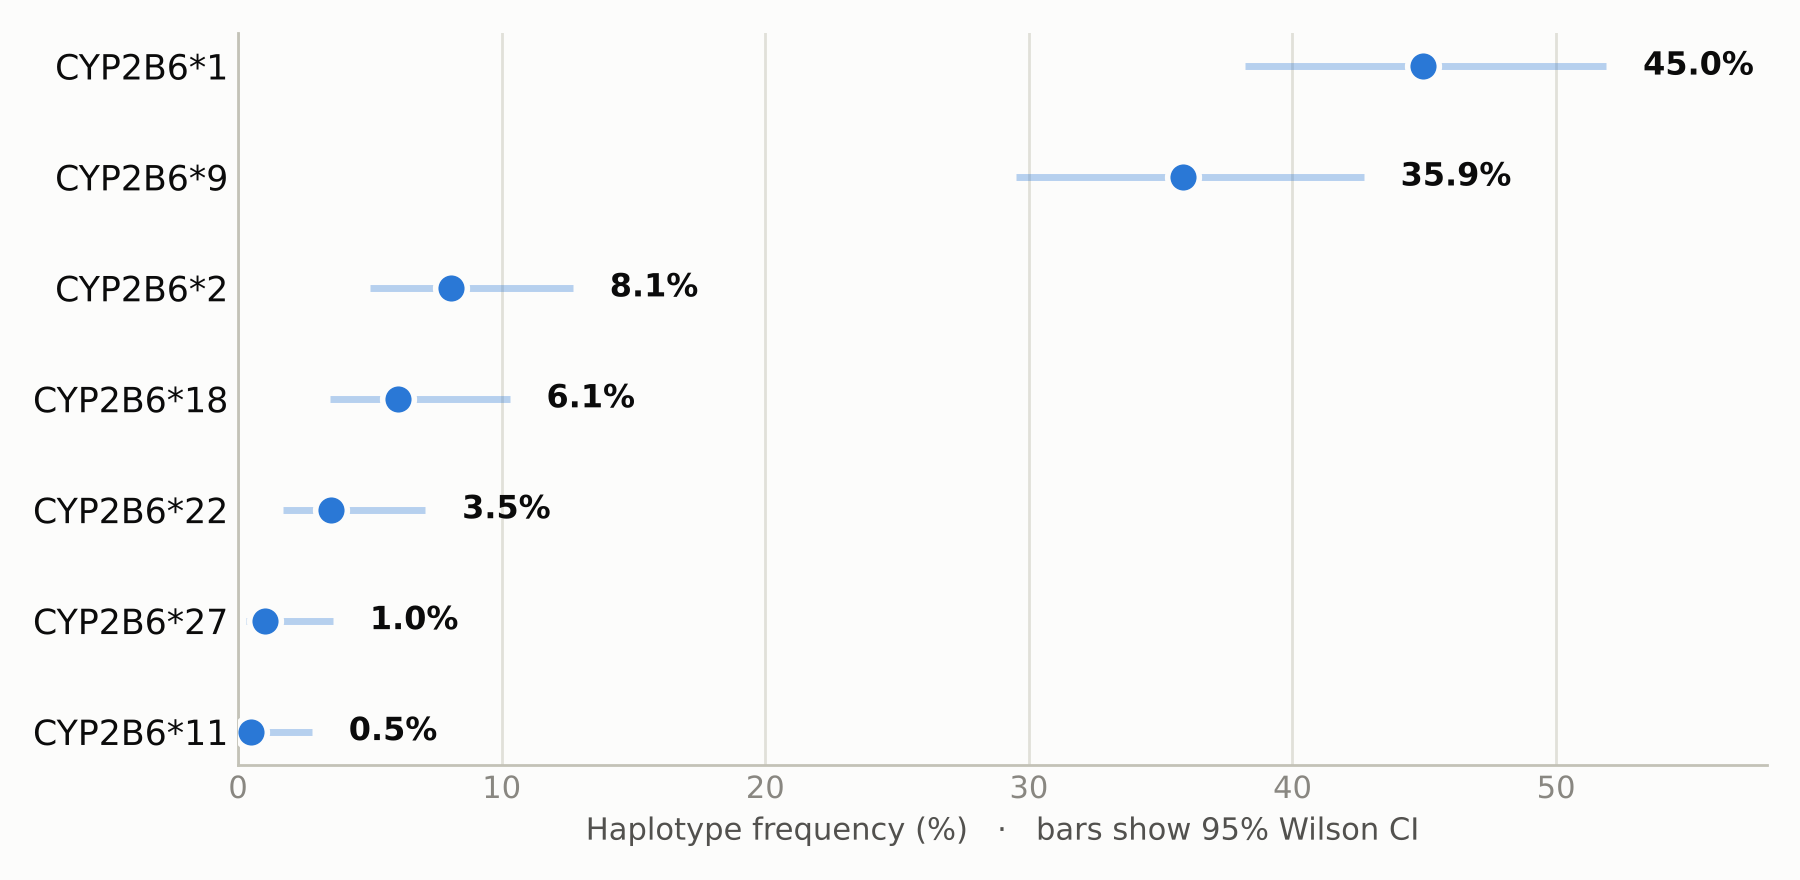 CYP2B6*1 45.0%
CYP2B6*9 35.9%
CYP2B6*2 8.1%
CYP2B6*18 6.1%
CYP2B6*22 3.5%
CYP2B6*27 1.0%
CYP2B6*11 0.5%
0 10 20 30 40 50
Haplotype frequency (%) · bars show 95% Wilson CI